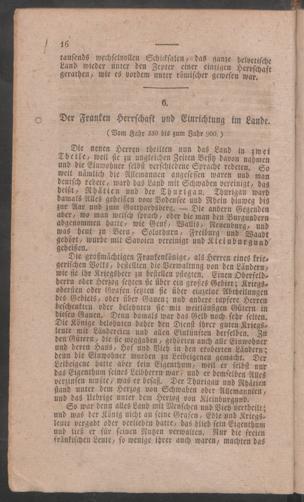 16
tausends wechselvollen Schicksalen, das ganze helvetische
Land wieder unter den Zepter einer einzigen Herrschaft
gerathen, wie es vordem unter römischer gewesen war.
6.
Der Franken Herrschaft und Einrichtung im Lande.
(Vom Jahr 550 bis zum Jahr 900.)
Die neuen Herren theilten nun das Land in zwei
Theile, weil sie zu ungleichen Zeiten Besitz davon nahmen
und die Einwohner selbst verschiedene Sprache redeten. So
weit nämlich die Allemannen angesessen waren und man
deutsch redete, ward das Land mit Schwaben vereinigt, das
heißt, Rhätien und der Thurgau. Thurgau ward
damals Alles geheißen vom Bodensee und Rhein hinweg bis
zur Aar und zum Gotthardsberg. — Die andern Gegenden
aber, wo man welsch sprach, oder die man den Burgundern
abgenommen hatte, wie Genf, Wallis, Neuenburg, und
was heut zu Bern, Solothurn, Freiburg und Waadt
gehört, wurde mit Savoien vereinigt und Kleinburgund
geheißen.
Die großmächtigen Frankenkönige, als Herren eines krie-
gerischen Volks, bestellten die Verwaltung von den Ländern,
wie sie ihr Kriegsheer zu bestellen pflegten. Einen Oberfeld-
herrn oder Herzog setzten sie über ein großes Gebiet; Kriegs-
obersten oder Grafen setzten sie über einzelne Abtheilungen
des Gebiets, oder über Gauen; und andere tapfere Herren
beschenkten oder belohnten sie mit weitläufigen Gütern in
diesen Gauen. Denn damals war das Geld noch sehr selten.
Die Könige belohnten daher den Dienst ihrer guten Kriegs-
leute mit Ländereien und allen Einkünften derselben. Zu
den Gütern, die sie weggaben, gehörten auch alle Einwohner
und deren Haus, Hof und Vieh in den eroberten Ländern;
denn die Einwohner wurden zu Leibeigenen gemacht. Der
Leibeigene hatte aber kein Eigenthum, weil er selbst nur
das Eigenthum seines Leibherrn war, und er demselben Alles
verzinsen mußte, was er besaß. Der Thurgau und Rhätien
stand unter dem Herzog von Schwaben oder Allemannien,
und das Uebrige unter dem Herzog von Kleinburgund.
So war denn alles Land mit Menschen und Vieh vertheilt;
und was der König nicht an seine Grafen, Edle und Kriegs-
leute vergabt oder verliehen hatte, das blieb sein Eigenthum
und ließ er für seinen Nutzen verwalten. Nur die freien
fränkischen Leute, so wenige ihrer auch waren, machten das